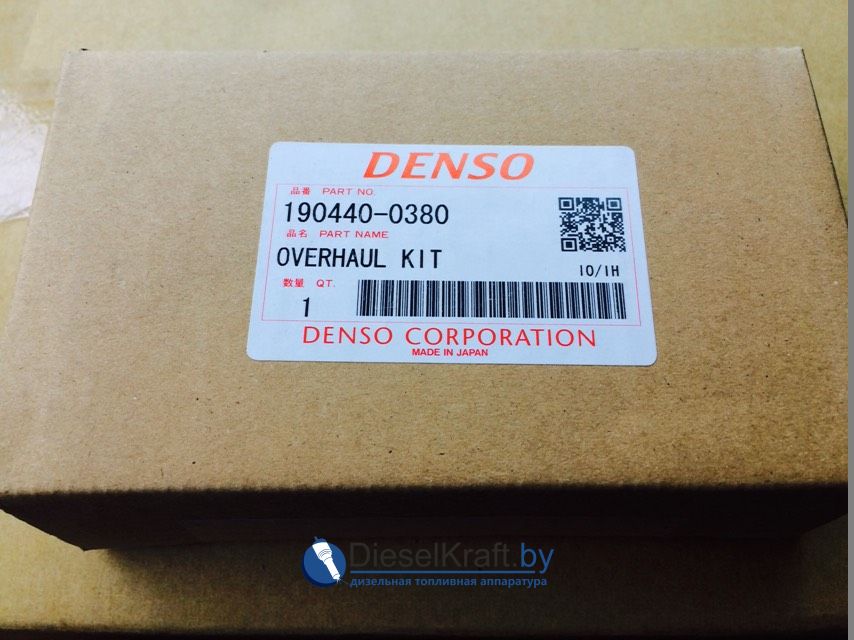 DENSO
品番 PART NO.
190440-0380
品名 PART NAME
OVERHAUL KIT
10/1H
数量 QT.
1
DENSO CORPORATION
MADE IN JAPAN
DieselKraft.by
дизельная топливная аппаратура